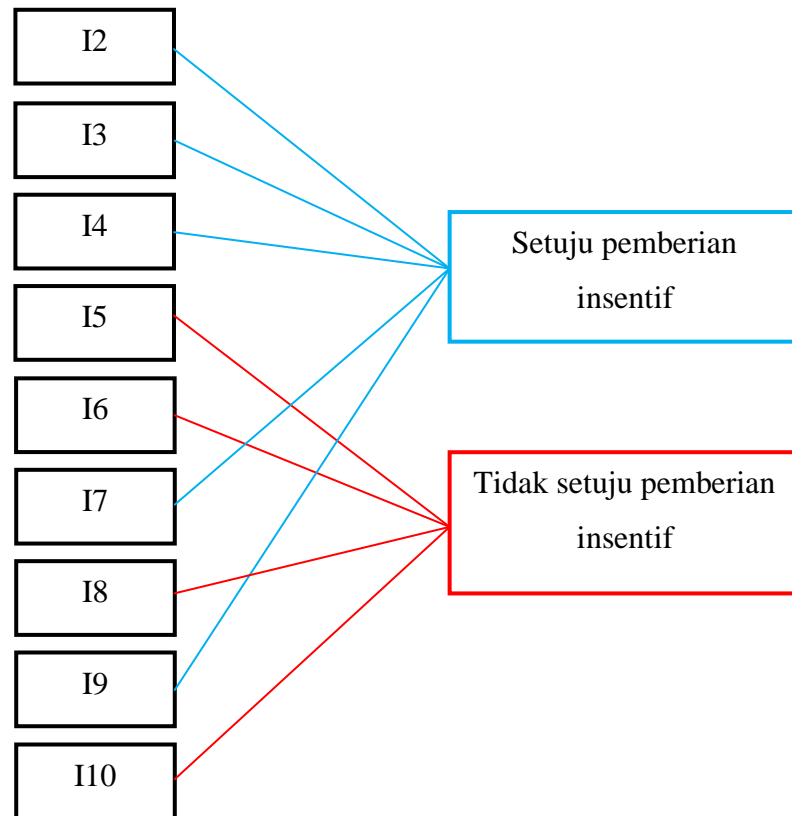 I2
I3
I4
I5
I6
I7
I8
I9
I10
Setuju pemberian
insentif
Tidak setuju pemberian
insentif